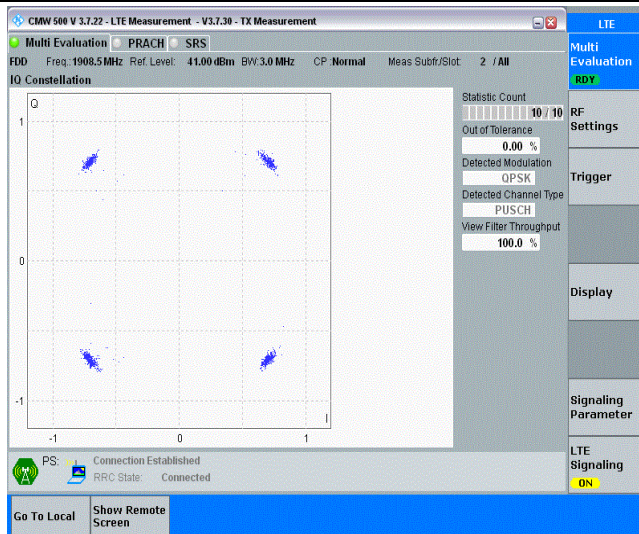 CMW 500 V 3.7.22 - LTE Measurement - V3.7.30 - TX Measurement
LTE
Multi Evaluation PRACH SRS
Multi
Evaluation
RDY
FDD Freq.:1908.5 MHz Ref. Level: 41.00 dBm BW:3.0 MHz CP :Normal Meas Subfr./Slot: 2 / All
IQ Constellation
Q
1
0
-1
-1
0
1
I
Statistic Count
10 / 10
Out of Tolerance
0.00 %
Detected Modulation
QPSK
Detected Channel Type
PUSCH
View Filter Throughput
100.0 %
RF
Settings
Trigger
Display
Signaling
Parameter
LTE
Signaling
ON
PS: Connection Established
RRC State: Connected
Go To Local
Show Remote
Screen